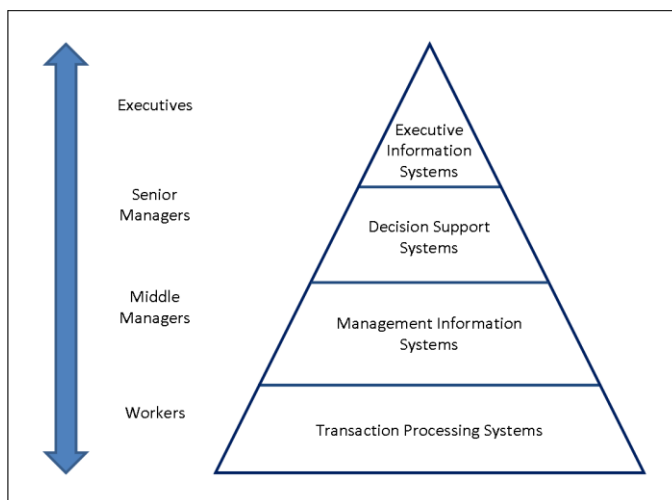 Executives
Executive
Information
Systems
Senior
Managers
Decision Support
Systems
Middle
Managers
Management Information
Systems
Workers
Transaction Processing Systems